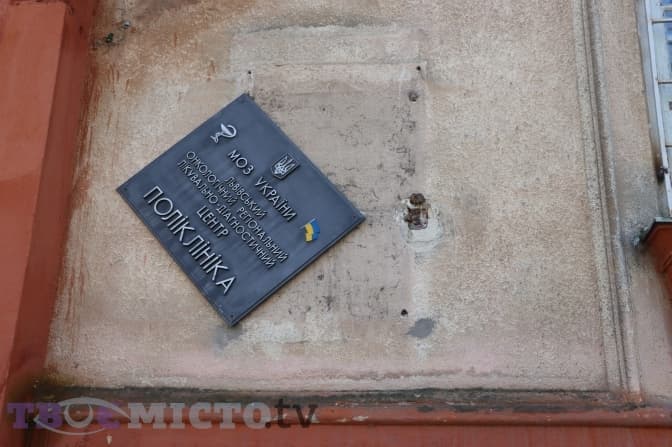 МОЗ УКРАЇНИ
ЛЬВІВСЬКИЙ
ОНКОЛОГІЧНИЙ РЕГІОНАЛЬНИЙ
ЛІКУВАЛЬНО-ДІАГНОСТИЧНИЙ
ЦЕНТР
ПОЛІКЛІНІКА
ТВОЄМІСТО.tv